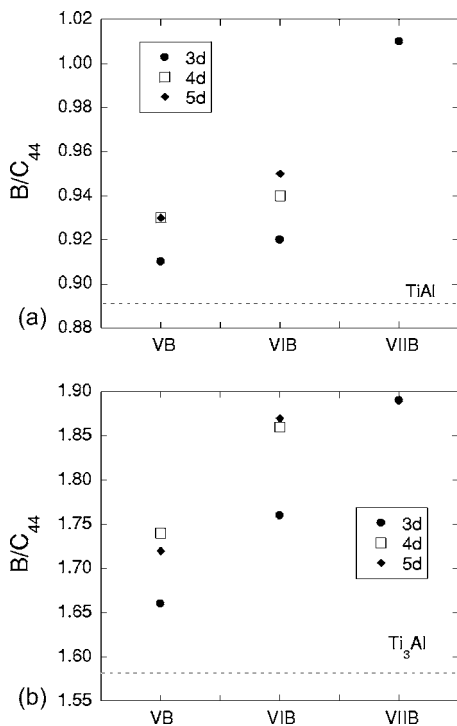 1.02
1.00
0.98
0.96
0.94
0.92
0.90
0.88
B/C44
3d
4d
5d
TiAl
(a)
VB VIB VIIB
1.90
1.85
1.80
1.75
1.70
1.65
1.60
1.55
B/C44
3d
4d
5d
Ti3Al
(b)
VB VIB VIIB